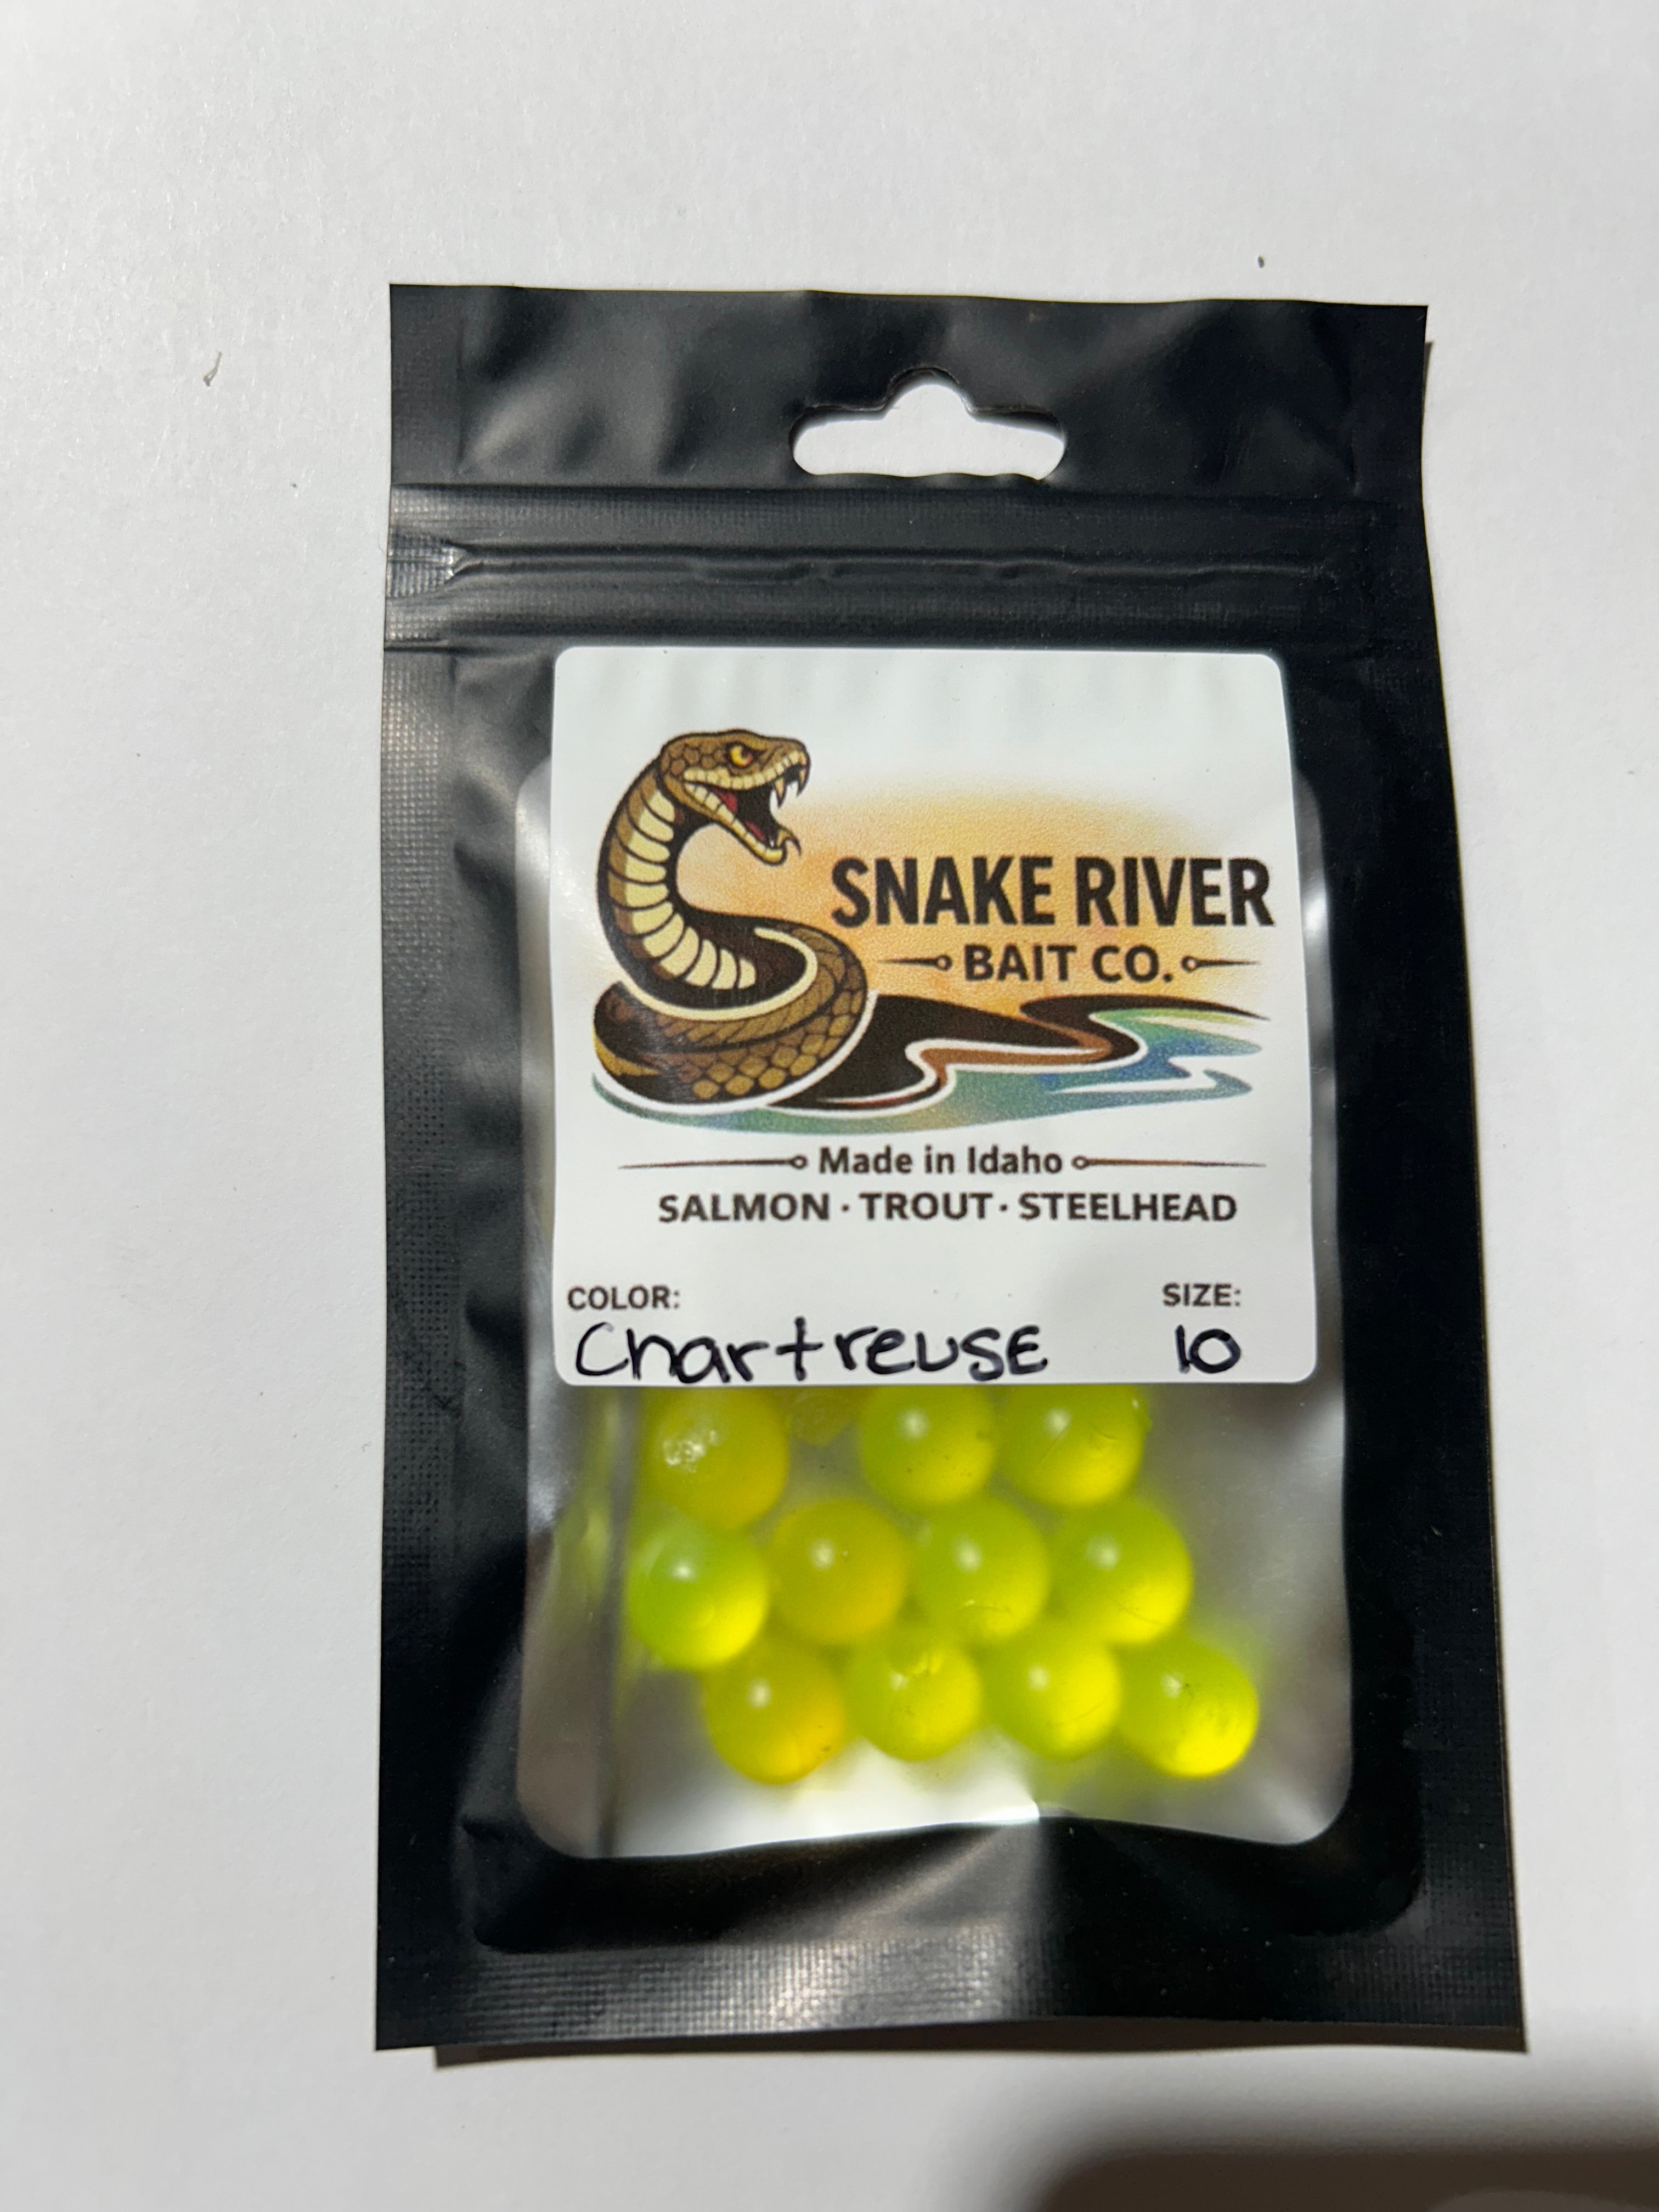 SNAKE RIVER
BAIT CO.
Made in Idaho
SALMON · TROUT · STEELHEAD
COLOR: SIZE:
ChartreuSE 10